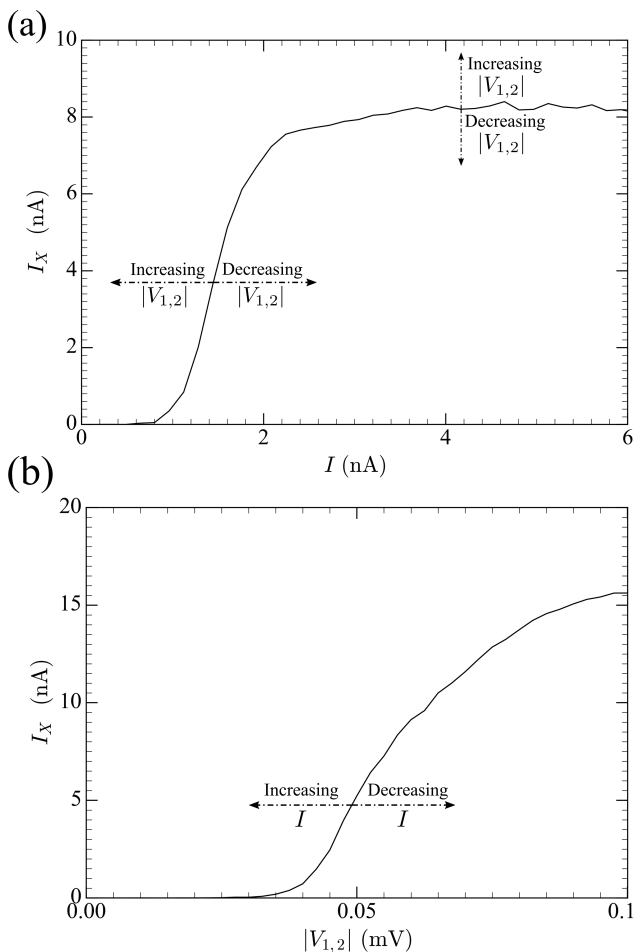 (a)
10
8
6
4
2
0
I_X (nA)
Increasing
|V_{1,2}|
Decreasing
|V_{1,2}|
Increasing Decreasing
|V_{1,2}| |V_{1,2}|
0 2 4 6
I (nA)
(b)
20
15
10
5
0
I_X (nA)
Increasing Decreasing
I I
0.00 0.05 0.1
|V_{1,2}| (mV)